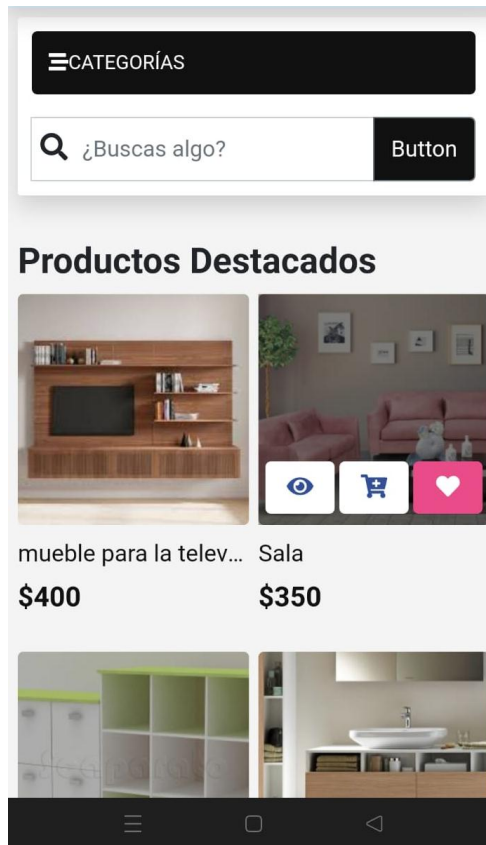 CATEGORÍAS
¿Buscas algo?
Button
Productos Destacados
mueble para la telev...
Sala
$400
$350